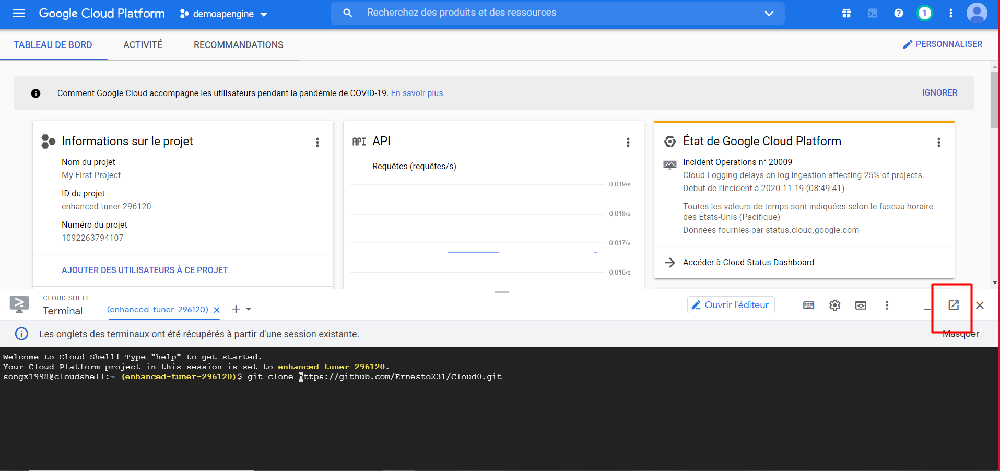 Google Cloud Platform
demoapengine
Recherchez des produits et des ressources
1
TABLEAU DE BORD
ACTIVITÉ
RECOMMANDATIONS
PERSONNALISER
Comment Google Cloud accompagne les utilisateurs pendant la pandémie de COVID-19. En savoir plus
IGNORER
Informations sur le projet
Nom du projet
My First Project
ID du projet
enhanced-tuner-296120
Numéro du projet
1092263794107
AJOUTER DES UTILISATEURS À CE PROJET
API API
Requêtes (requêtes/s)
0,019/s
0,018/s
0,017/s
0,016/s
État de Google Cloud Platform
Incident Operations n° 20009
Cloud Logging delays on log ingestion affecting 25% of projects.
Début de l'incident à 2020-11-19 (08:49:41)
Toutes les valeurs de temps sont indiquées selon le fuseau horaire
des États-Unis (Pacifique)
Données fournies par status.cloud.google.com
Accéder à Cloud Status Dashboard
CLOUD SHELL
Terminal
(enhanced-tuner-296120)
Ouvrir l'éditeur
Les onglets des terminaux ont été récupérés à partir d'une session existante.
Masquer
Welcome to Cloud Shell! Type "help" to get started.
Your Cloud Platform project in this session is set to enhanced-tuner-296120.
songx1998@cloudshell:~ (enhanced-tuner-296120)$ git clone https://github.com/Ernesto231/Cloud0.git